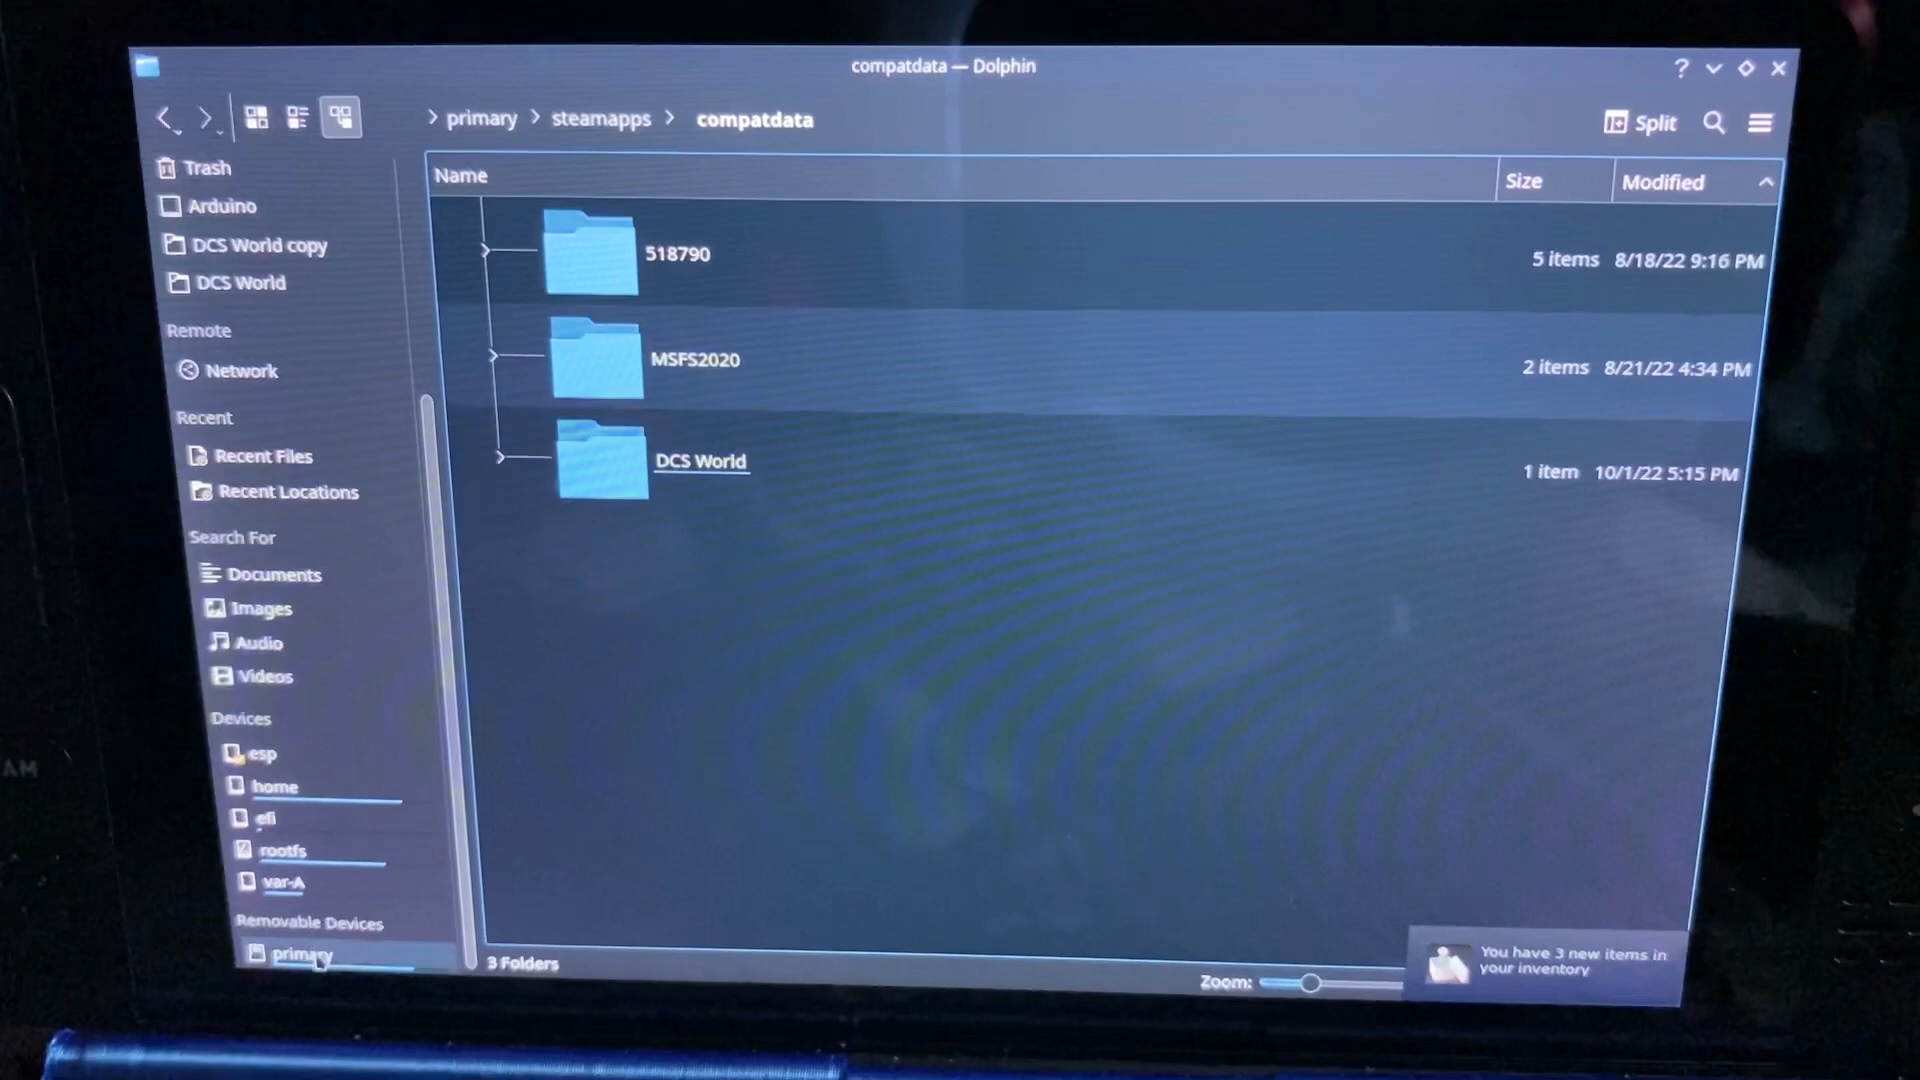 compatdata — Dolphin
primary steamapps compatdata
Split
Trash
Arduino
DCS World copy
DCS World
Remote
Network
Recent
Recent Files
Recent Locations
Search For
Documents
Images
Audio
Videos
Devices
esp
home
efi
rootfs
var-A
Removable Devices
primary
Name Size Modified
518790 5 items 8/18/22 9:16 PM
MSFS2020 2 items 8/21/22 4:34 PM
DCS World 1 item 10/1/22 5:15 PM
3 Folders
Zoom:
You have 3 new items in
your inventory
AM